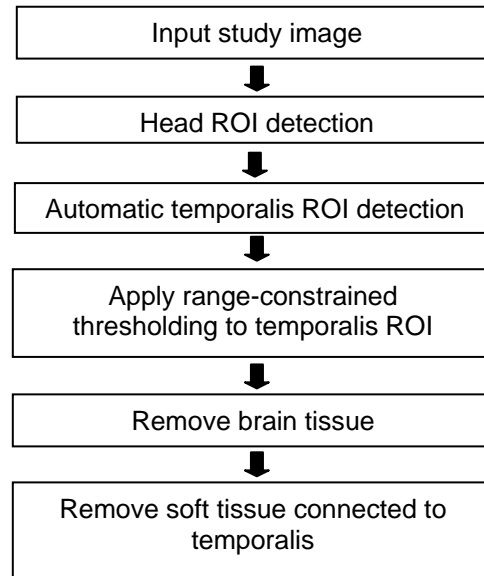 Input study image
Head ROI detection
Automatic temporalis ROI detection
Apply range-constrained
thresholding to temporalis ROI
Remove brain tissue
Remove soft tissue connected to
temporalis